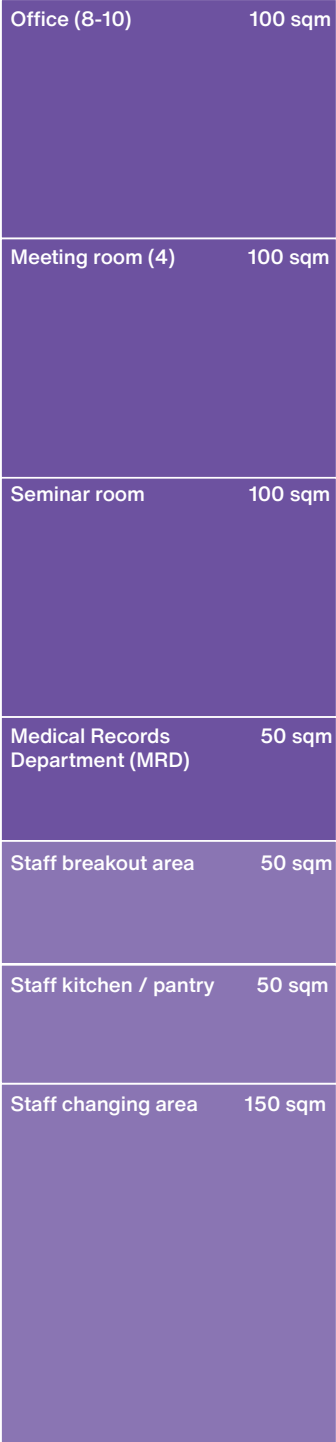 Office (8-10) 100 sqm
Meeting room (4) 100 sqm
Seminar room 100 sqm
Medical Records 50 sqm
Department (MRD)
Staff breakout area 50 sqm
Staff kitchen / pantry 50 sqm
Staff changing area 150 sqm